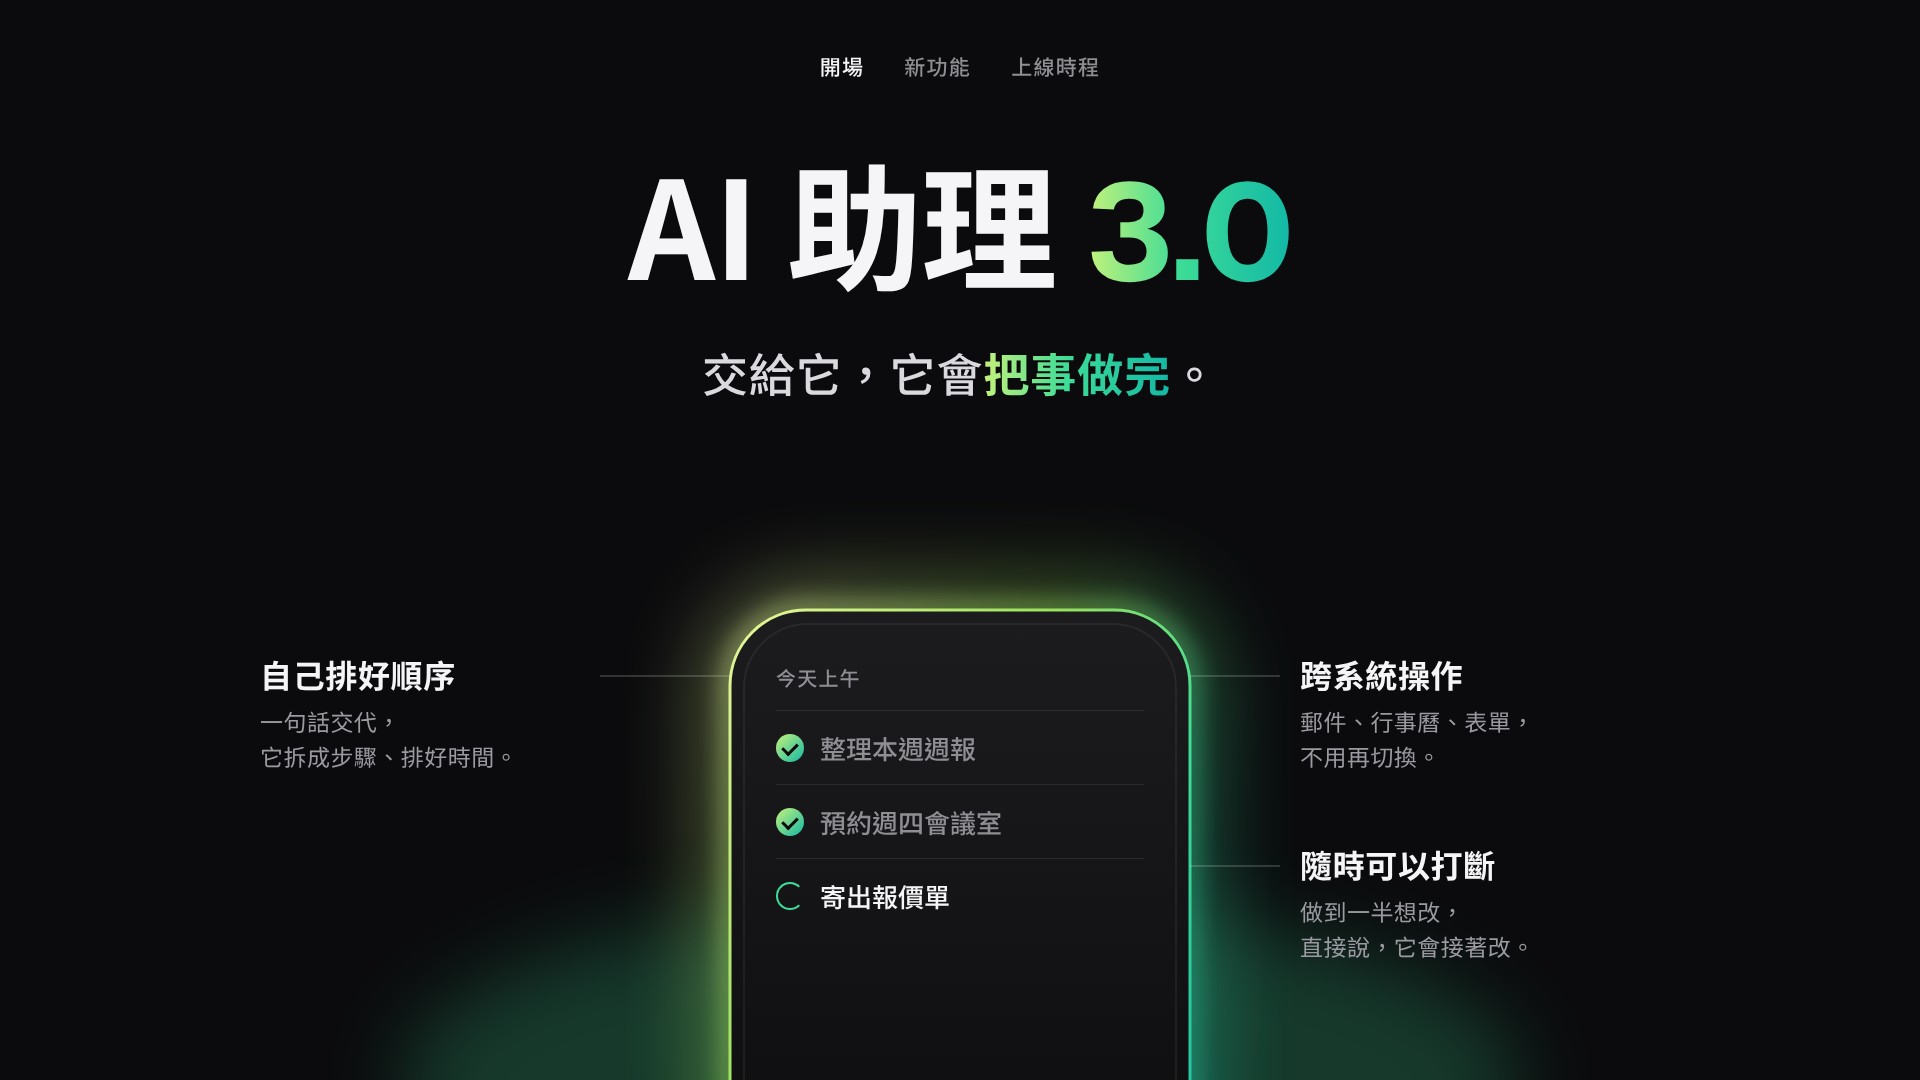 開場 新功能 上線時程
AI 助理 3.0
交給它，它會把事做完。
自己排好順序
一句話交代，
它拆成步驟、排好時間。
今天上午
整理本週週報
預約週四會議室
寄出報價單
跨系統操作
郵件、行事曆、表單，
不用再切換。
隨時可以打斷
做到一半想改，
直接說，它會接著改。